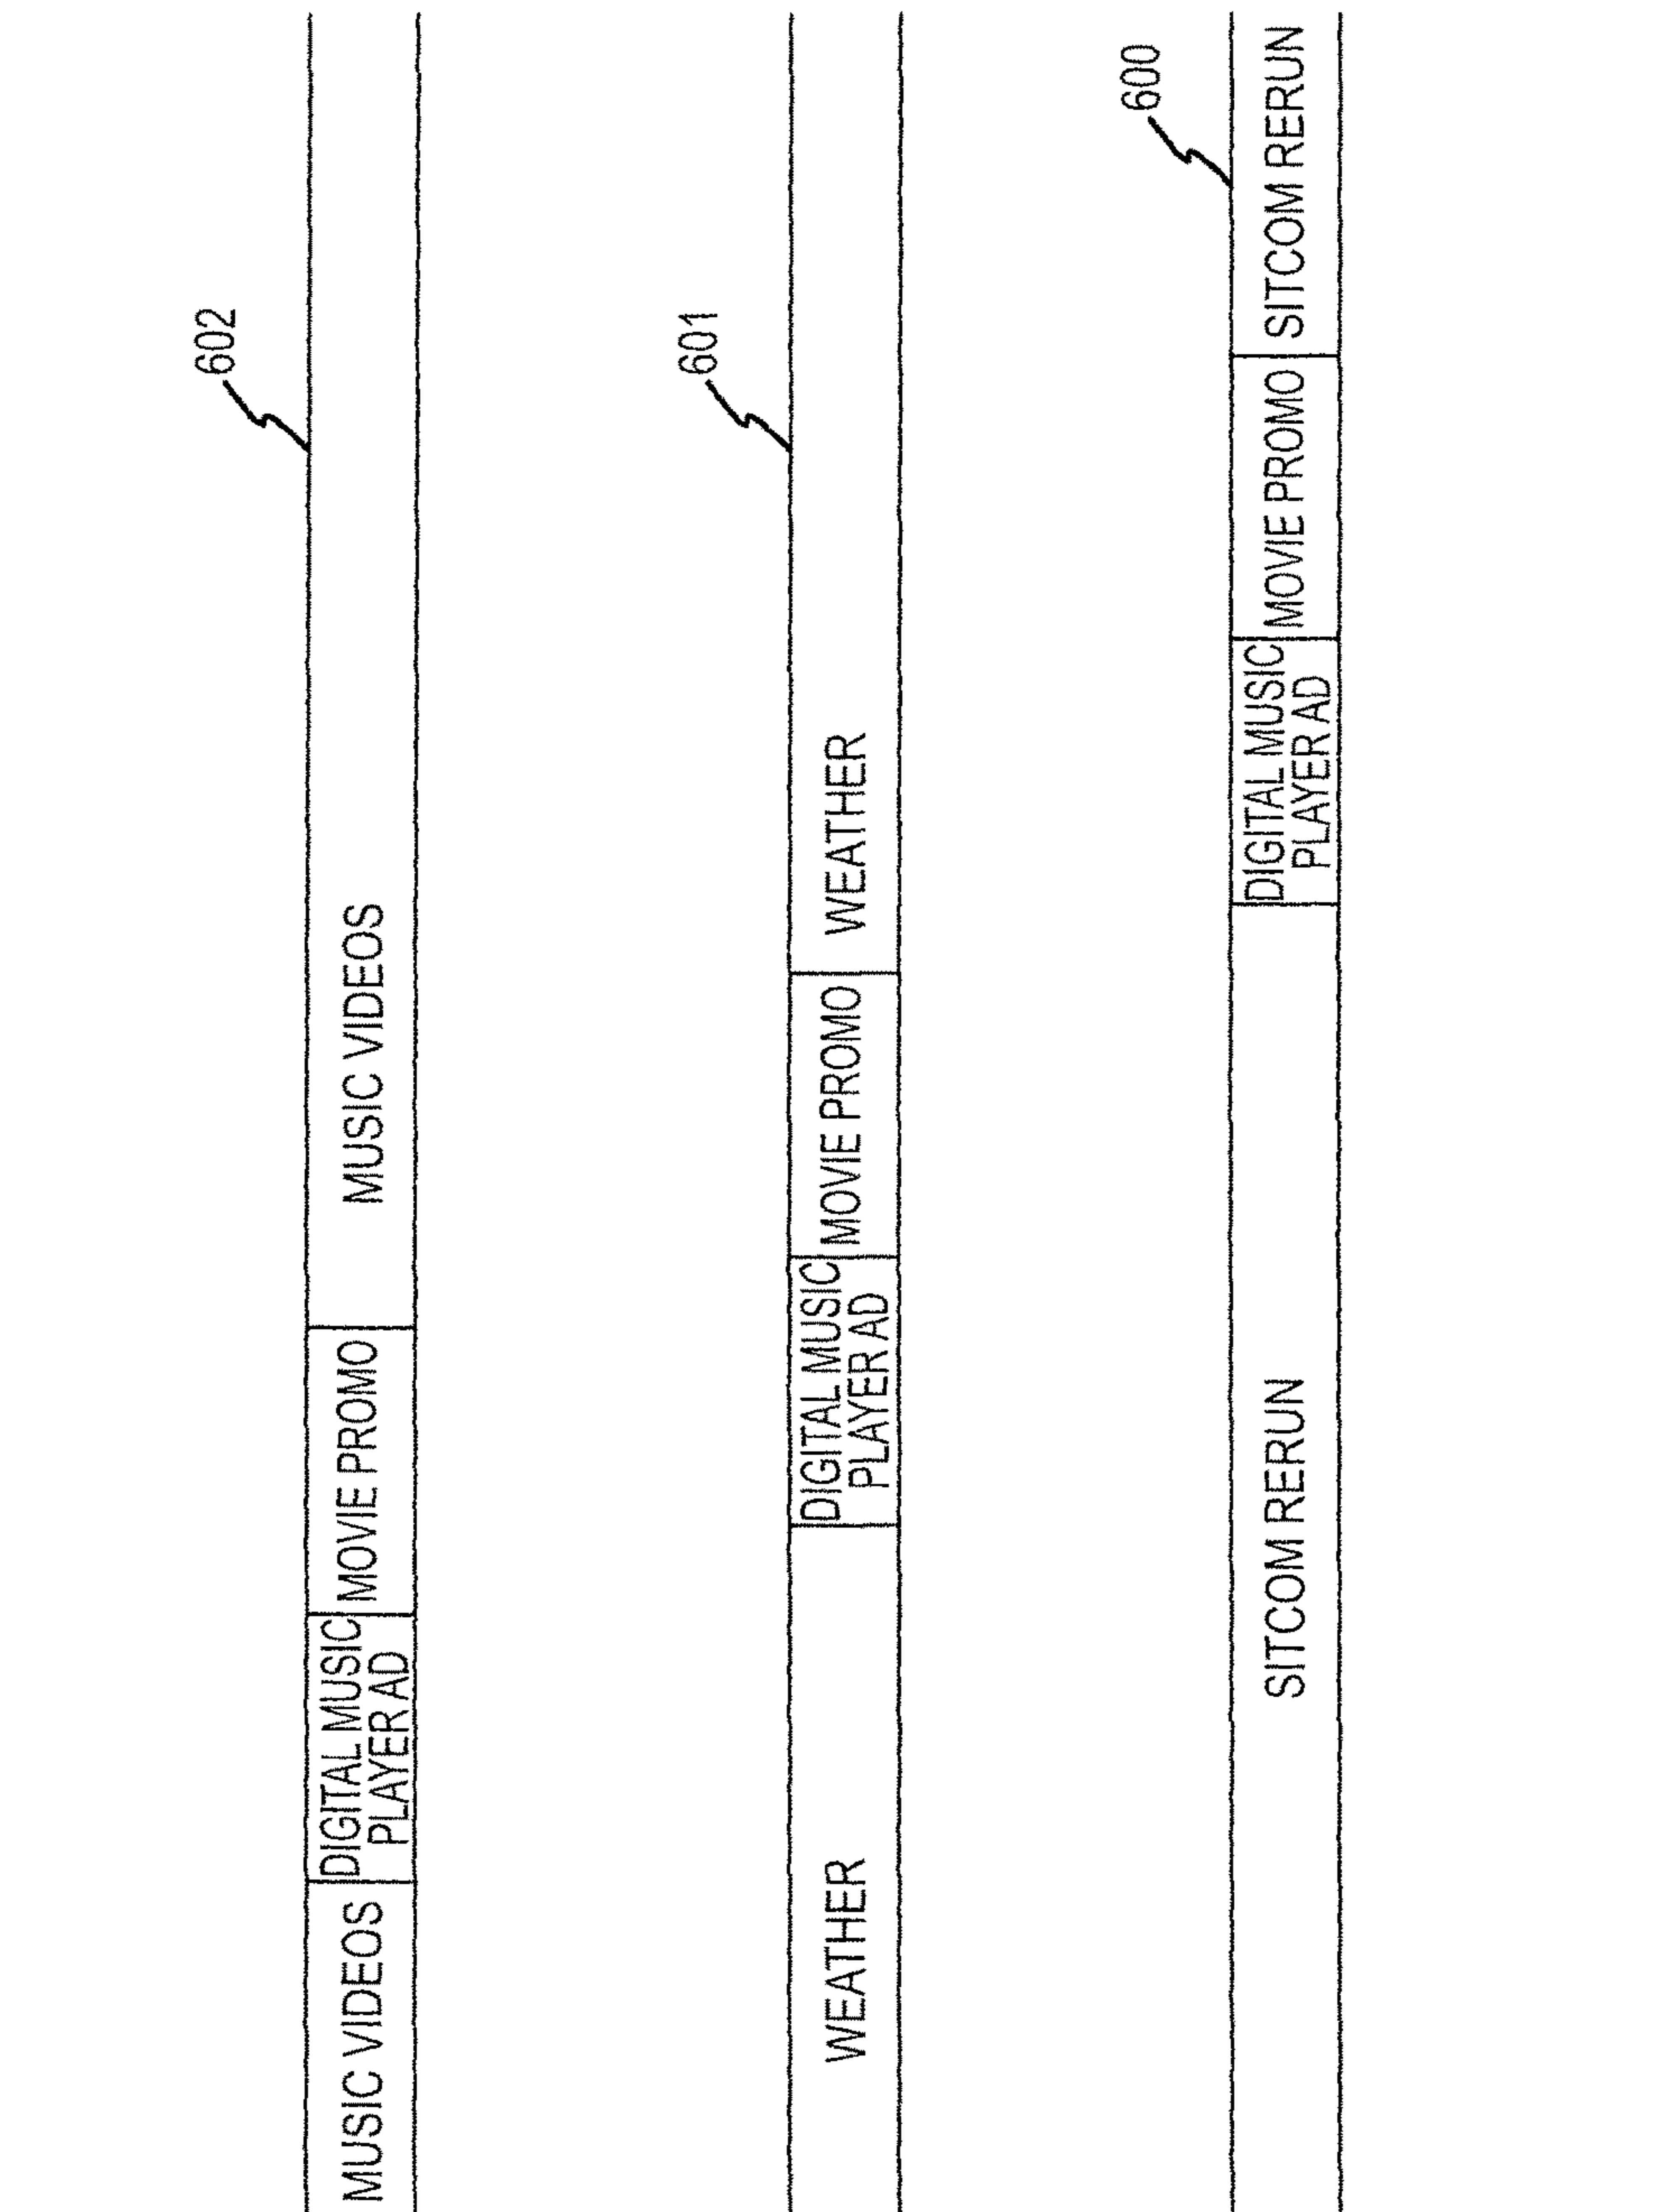 602
MUSIC VIDEOS
DIGITAL MUSIC
PLAYER AD
MOVIE PROMO
MUSIC VIDEOS
601
WEATHER
DIGITAL MUSIC
PLAYER AD
MOVIE PROMO
WEATHER
600
SITCOM RERUN
DIGITAL MUSIC
PLAYER AD
MOVIE PROMO
SITCOM RERUN